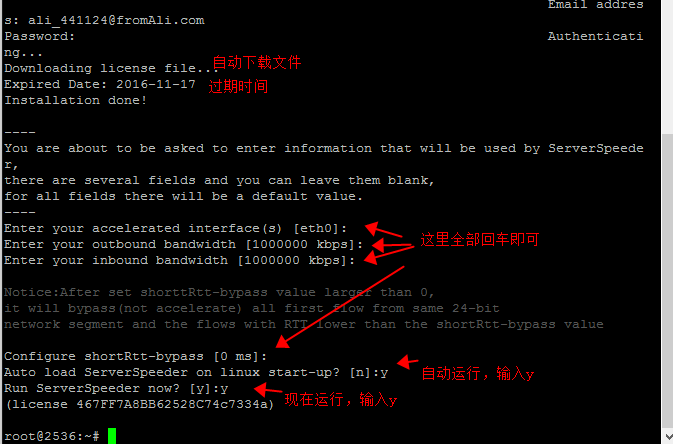 Email addres
s: ali_441124@fromAli.com
Password: Authenticati
ng...
Downloading license file... 自动下载文件
Expired Date: 2016-11-17 过期时间
Installation done!
----
You are about to be asked to enter information that will be used by ServerSpeede
r,
there are several fields and you can leave them blank,
for all fields there will be a default value.
----
Enter your accelerated interface(s) [eth0]:
Enter your outbound bandwidth [1000000 kbps]: 这里全部回车即可
Enter your inbound bandwidth [1000000 kbps]:
Notice:After set shorttRtt-bypass value larger than 0,
it will bypass(not accelerate) all first flow from same 24-bit
network segment and the flows with RTT lower than the shortRtt-bypass value
Configure shortRtt-bypass [0 ms]:
Auto load ServerSpeeder on linux start-up? [n]:y 自动运行，输入y
Run ServerSpeeder now? [y]:y 现在运行，输入y
(license 467FF7A8BB62528C74c7334a)
root@2536:~#